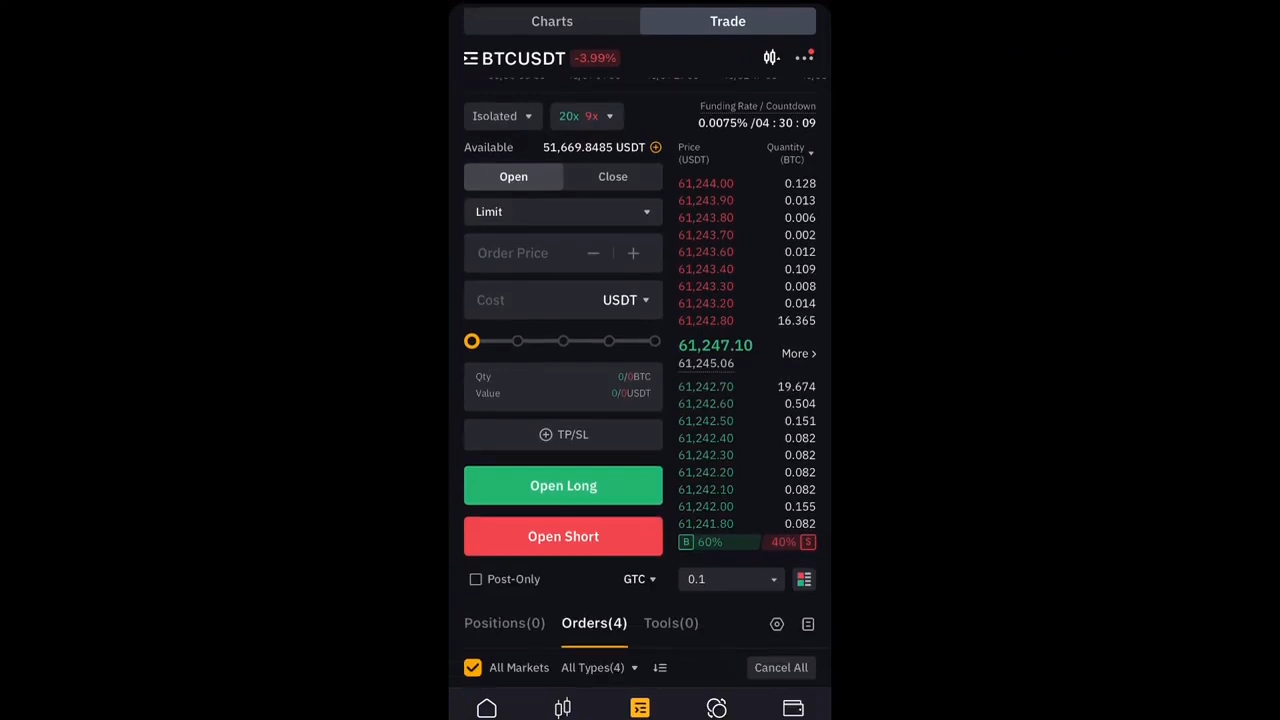 Charts Trade
BTCUSDT -3.99%
Isolated 20x 9x
Funding Rate / Countdown
0.0075% /04 : 30 : 09
Available 51,669.8485 USDT
Open Close
Limit
Order Price
Cost USDT
Qty 0/0BTC
Value 0/0USDT
TP/SL
Open Long
Open Short
Post-Only GTC
Price Quantity
(USDT) (BTC)
61,244.00 0.128
61,243.90 0.013
61,243.80 0.006
61,243.70 0.002
61,243.60 0.012
61,243.40 0.109
61,243.30 0.008
61,243.20 0.014
61,242.80 16.365
61,247.10
61,245.06
More >
61,242.70 19.674
61,242.60 0.504
61,242.50 0.151
61,242.40 0.082
61,242.30 0.082
61,242.20 0.082
61,242.10 0.082
61,242.00 0.155
61,241.80 0.082
B 60% 40% S
0.1
Positions(0) Orders(4) Tools(0)
All Markets All Types(4) Cancel All